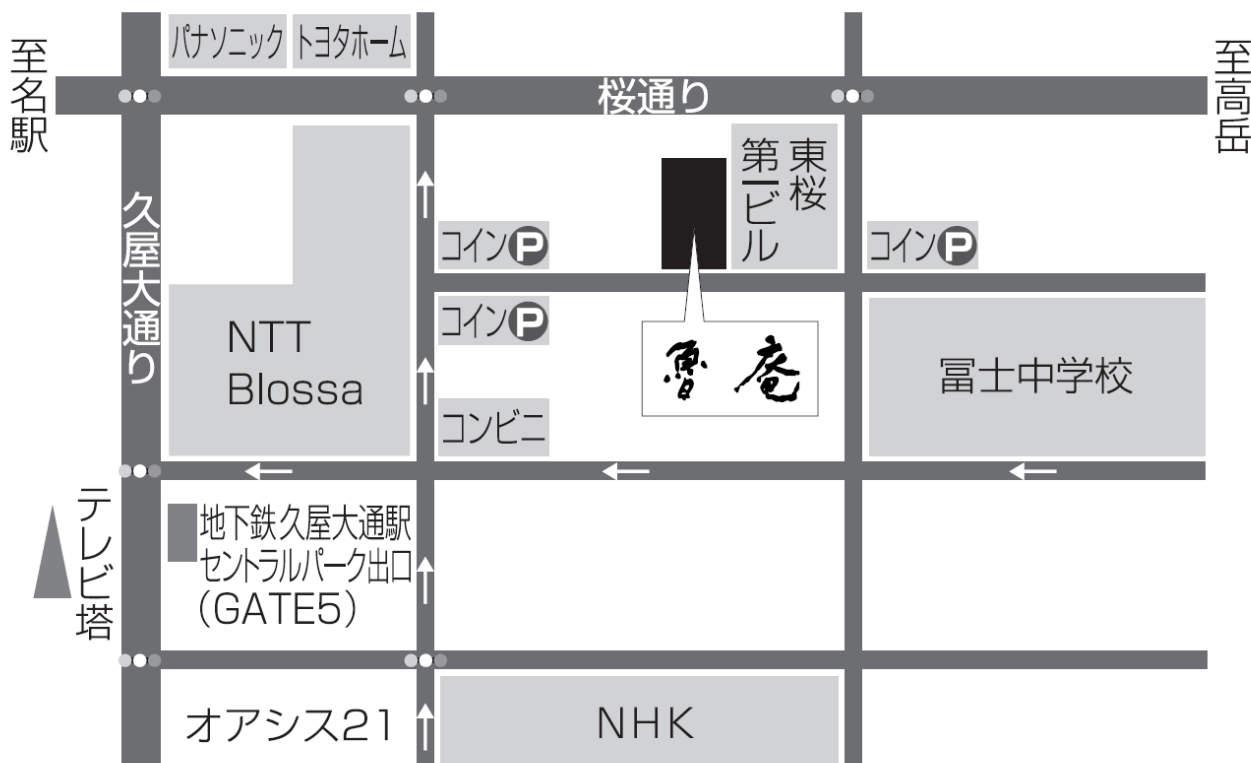 パナソニック
トヨタホーム
至名駅
桜通り
至高岳
久屋大通り
東桜
第一ビル
コインP
コインP
コインP
NTT
Blossa
魯庵
冨士中学校
コンビニ
テレビ塔
地下鉄久屋大通駅
セントラルパーク出口
(GATE5)
オアシス21
NHK